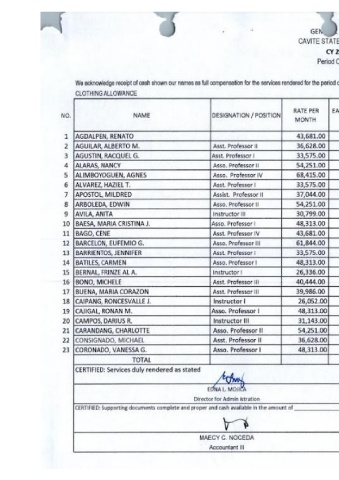 GEN
CAVITE STATE
CY 2
Period C
We acknowledge receipt of cash shown our names as full compensation for the services rendered for the period c
CLOTHING ALLOWANCE
NO. NAME DESIGNATION / POSITION RATE PER MONTH EA
1 AGDALPEN, RENATO 43,681.00
2 AGUILAR, ALBERTO M. Asst. Professor II 36,628.00
3 AGUSTIN, RACQUEL G. Asst. Professor I 33,575.00
4 ALARAS, NANCY Asso. Professor II 54,251.00
5 ALIMBOYOGUEN, AGNES Asso. Professor IV 68,415.00
6 ALVAREZ, HAZIEL T. Asst. Professor I 33,575.00
7 APOSTOL, MILDRED Assist. Professor II 37,044.00
8 ARBOLEDA, EDWIN Asso. Professor II 54,251.00
9 AVILA, ANITA Instructor III 30,799.00
10 BAESA, MARIA CRISTINA J. Asso. Professor I 48,313.00
11 BAGO, CENE Asst. Professor IV 43,681.00
12 BARCELON, EUFEMIO G. Asso. Professor III 61,844.00
13 BARRIENTOS, JENNIFER Asst. Professor I 33,575.00
14 BATILES, CARMEN Asso. Professor I 48,313.00
15 BERNAL, FRINZE AL A. Instructor I 26,336.00
16 BONO, MICHELE Asst. Professor III 40,444.00
17 BUENA, MARIA CORAZON Asst. Professor III 39,986.00
18 CAIPANG, RONCESVALLE J. Instructor I 26,052.00
19 CAJIGAL, RONAN M. Asso. Professor I 48,313.00
20 CAMPOS, DARIUS R. Instructor III 31,143.00
21 CARANDANG, CHARLOTTE Asso. Professor II 54,251.00
22 CONSIGNADO, MICHAEL Asst. Professor II 36,628.00
23 CORONADO, VANESSA G. Asso. Professor I 48,313.00
TOTAL
CERTIFIED: Services duly rendered as stated
EDNA L. MOJICA
Director for Admin istration
CERTIFIED: Supporting documents complete and proper and cash available in the amount of
MAECY C. NOCEDA
Accountant III